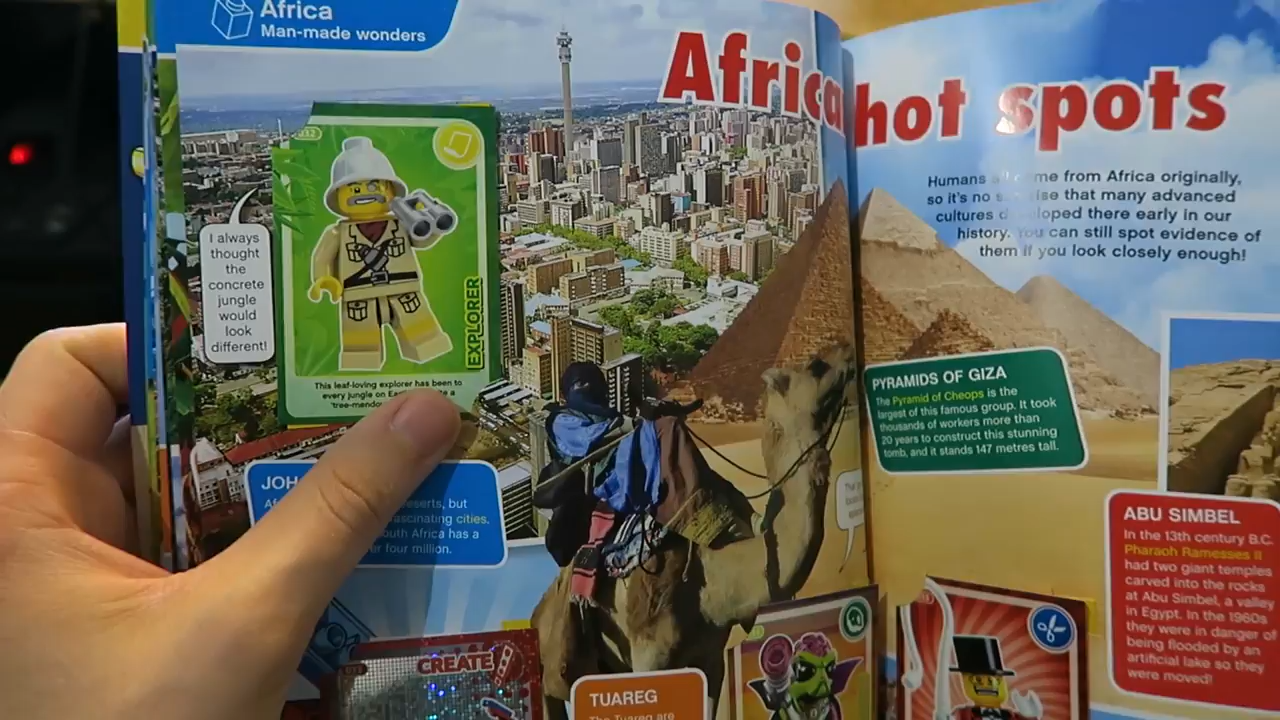 Africa
Man-made wonders
Africa hot spots
Humans all come from Africa originally,
so it's no surprise that many advanced
cultures developed there early in our
history. You can still spot evidence of
them if you look closely enough!
I always
thought
the
concrete
jungle
would
look
different!
EXPLORER
This leaf-loving explorer has been to
every jungle on
PYRAMIDS OF GIZA
The Pyramid of Cheops is the
largest of this famous group. It took
thousands of workers more than
20 years to construct this stunning
tomb, and it stands 147 metres tall.
JOH
deserts, but
fascinating cities.
South Africa has a
four million.
ABU SIMBEL
In the 13th century B.C.
Pharaoh Ramesses II
had two giant temples
carved into the rocks
at Abu Simbel, a valley
in Egypt. In the 1960s
they were in danger of
being flooded by an
artificial lake so they
were moved!
CREATE
TUAREG
The Tuareg are